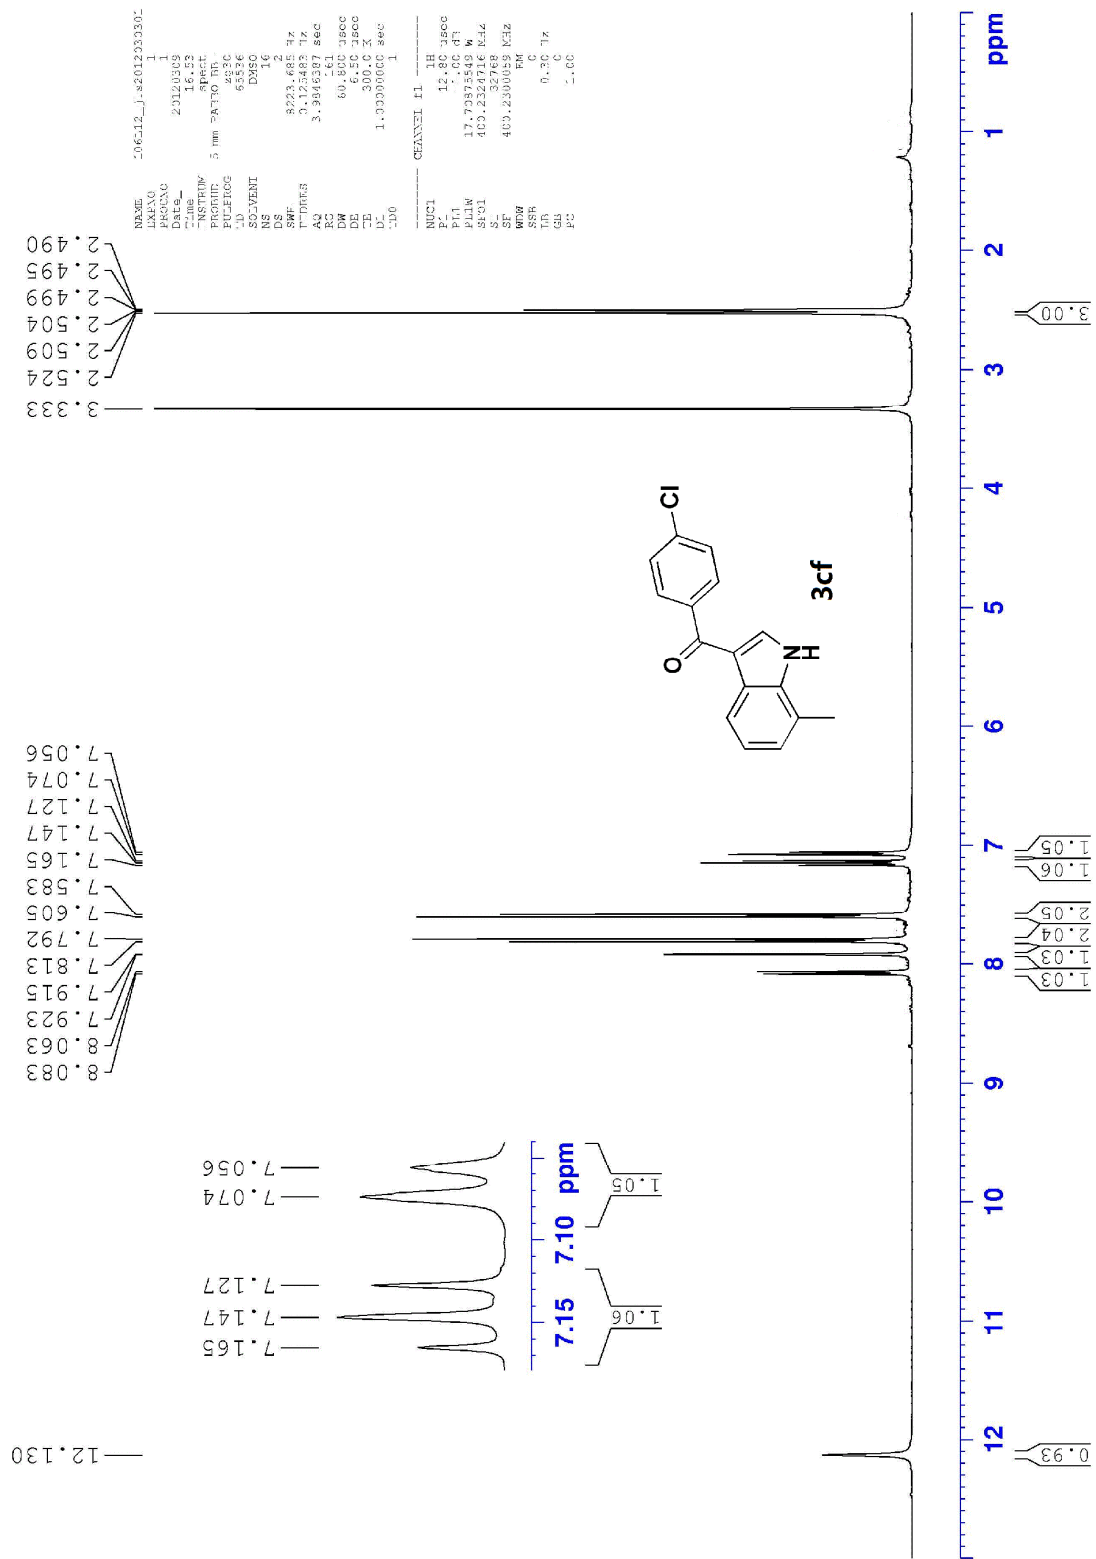 12.130
8.083
8.063
7.923
7.915
7.813
7.792
7.605
7.583
7.165
7.147
7.127
7.074
7.056
3.333
2.524
2.509
2.504
2.499
2.495
2.490
NAME
EXPNO 1
PROCNO 1
Date_ 20120309
Time 16.53
INSTRUM spect
PROBHD 5 mm PABBO BB-
PULPROG zg30
TD 65536
SOLVENT DMSO
NS 16
DS 2
SWH 8223.685 Hz
FIDRES 0.125483 Hz
AQ 3.9846387 sec
RG 161
DW 60.800 usec
DE 6.50 usec
TE 300.0 K
D1 1.00000000 sec
TD0 1
CHANNEL f1
NUC1 1H
P1 12.80 usec
PL1
PL1W 17.70875549 W
SFO1 400.2324716 MHz
SI 32768
SF 400.2300059 MHz
WDW EM
SSB 0
LB 0.30 Hz
GB 0
PC 1.00
7.165
7.147
7.127
7.074
7.056
7.15 7.10 ppm
1.06
1.05
O
Cl
N
H
3cf
12 11 10 9 8 7 6 5 4 3 2 1 ppm
0.93
1.03
1.03
2.04
2.05
1.06
1.05
3.00